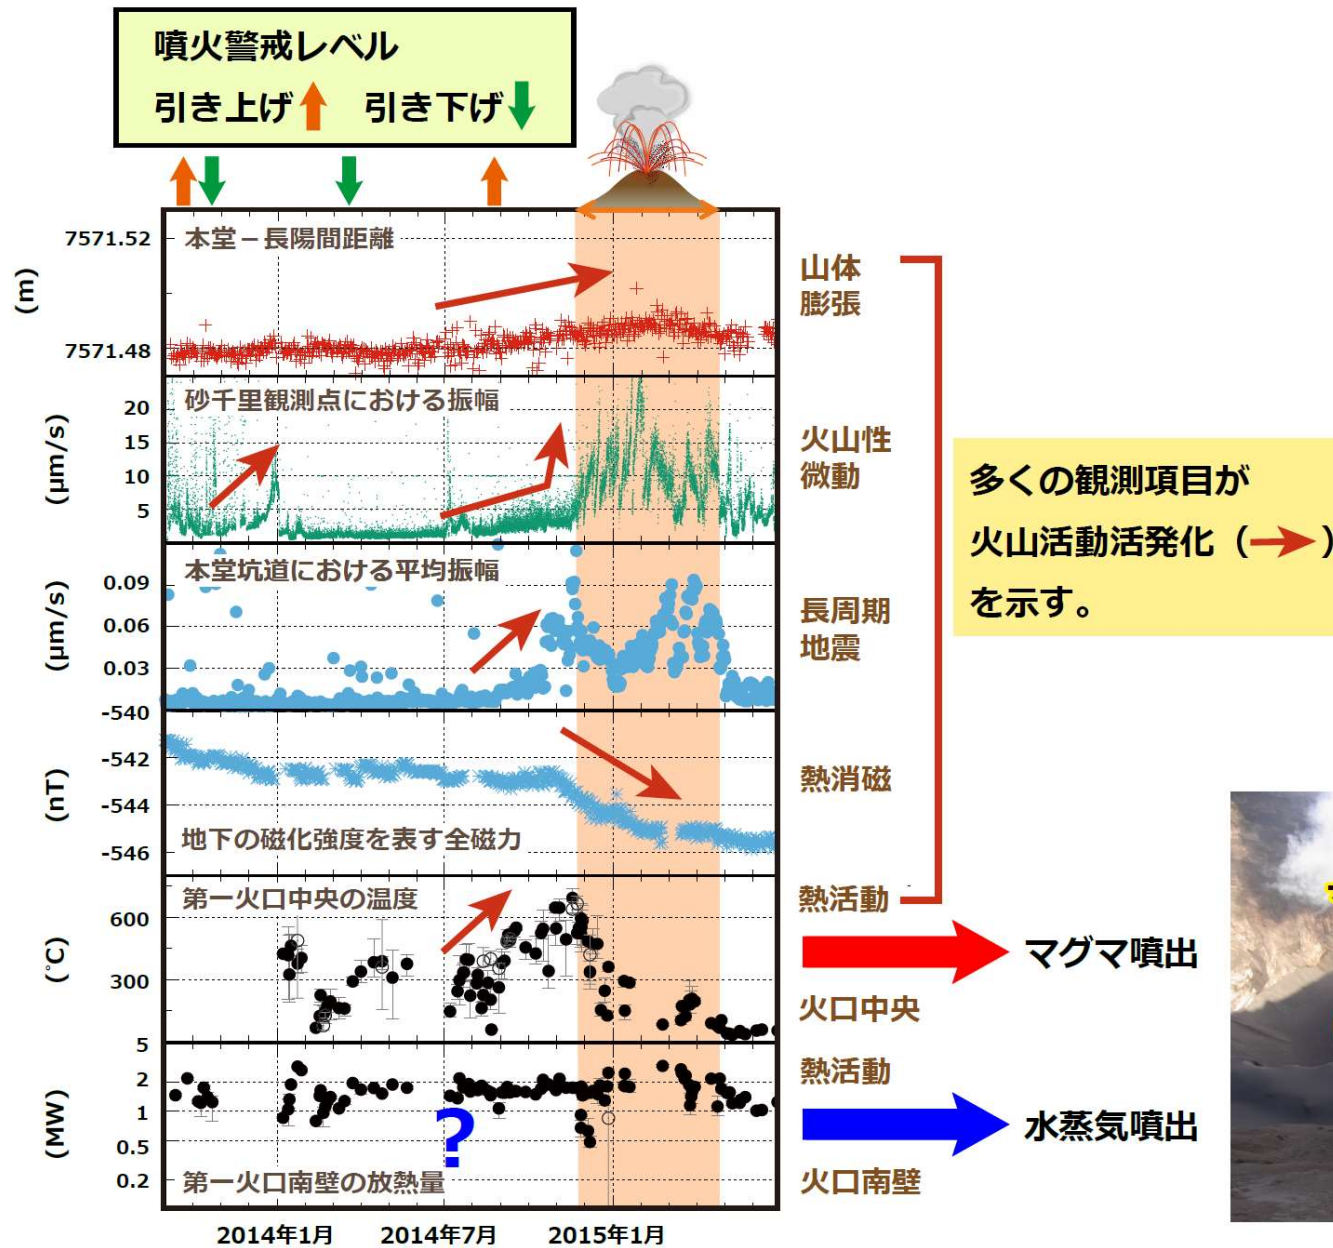 噴火警戒レベル
引き上げ 引き下げ
7571.52
7571.48
(m)
本堂－長陽間距離
山体
膨張
20
15
10
5
(μm/s)
砂千里観測点における振幅
火山性
微動
0.09
0.06
0.03
(μm/s)
本堂坑道における平均振幅
長周期
地震
-540
-542
-544
-546
(nT)
地下の磁化強度を表す全磁力
熱消磁
600
300
(℃)
第一火口中央の温度
熱活動
火口中央
マグマ噴出
5
2
1
0.5
0.2
(MW)
?
第一火口南壁の放熱量
熱活動
火口南壁
水蒸気噴出
2014年1月 2014年7月 2015年1月
多くの観測項目が
火山活動活発化（→）
を示す。